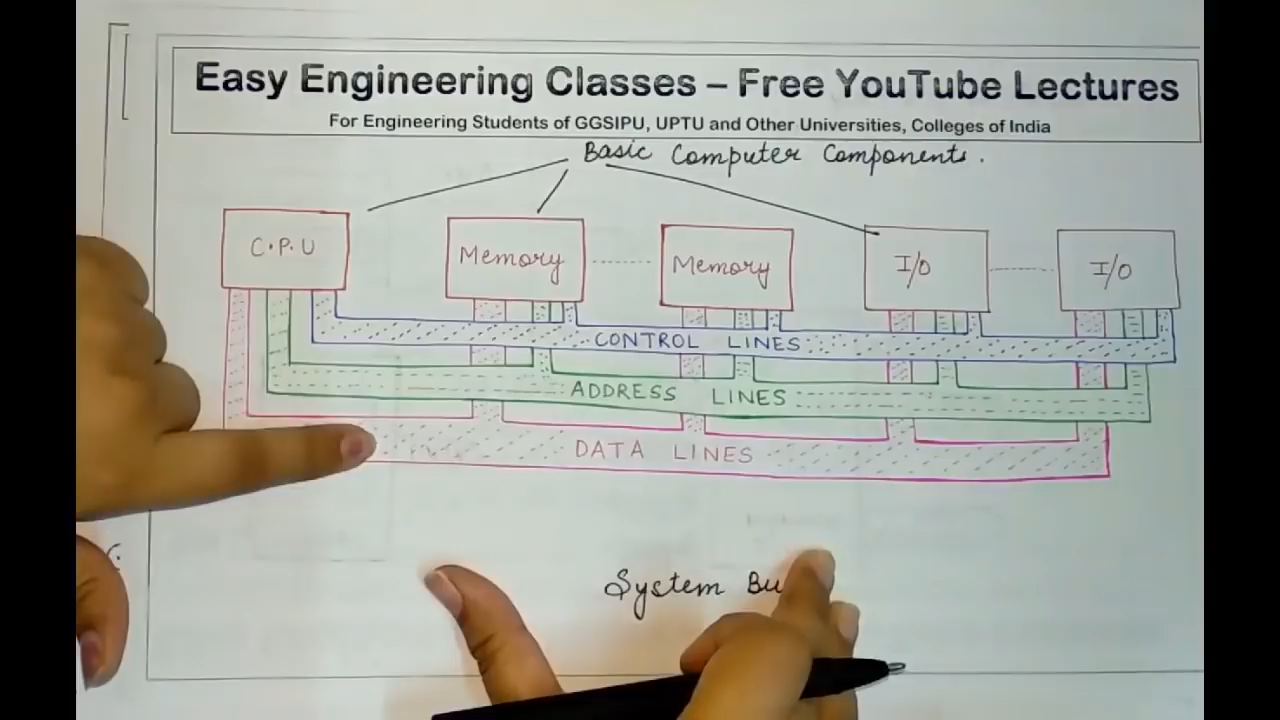 Easy Engineering Classes – Free YouTube Lectures
For Engineering Students of GGSIPU, UPTU and Other Universities, Colleges of India
Basic Computer Components.
C.P.U
Memory
Memory
I/O
I/O
CONTROL LINES
ADDRESS LINES
DATA LINES
System